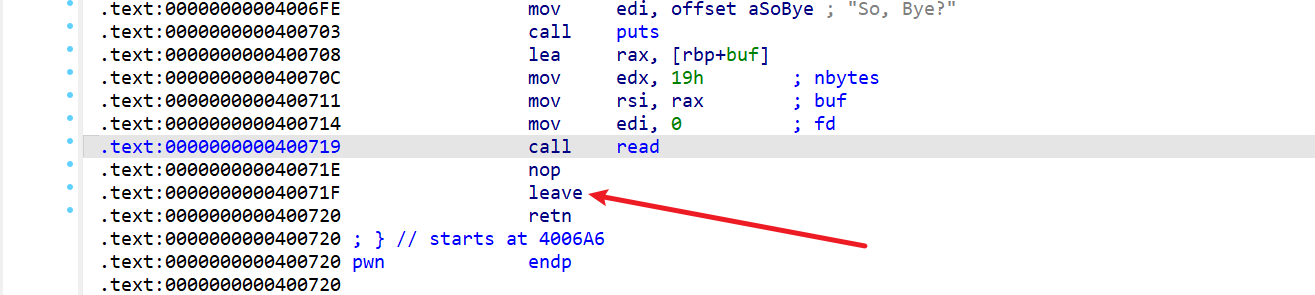 .text:00000000004006FE mov edi, offset aSoBye ; "So, Bye?"
.text:0000000000400703 call puts
.text:0000000000400708 lea rax, [rbp+buf]
.text:000000000040070C mov edx, 19h ; nbytes
.text:0000000000400711 mov rsi, rax ; buf
.text:0000000000400714 mov edi, 0 ; fd
.text:0000000000400719 call read
.text:000000000040071E nop
.text:000000000040071F leave
.text:0000000000400720 retn
.text:0000000000400720 ; } // starts at 4006A6
.text:0000000000400720 pwn endp
.text:0000000000400720